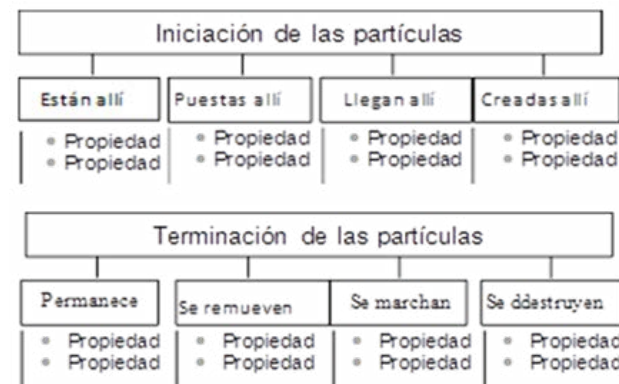 Iniciación de las partículas
Están allí Puestas allí Llegan allí Creadas allí
Propiedad Propiedad Propiedad Propiedad
Propiedad Propiedad Propiedad Propiedad
Terminación de las partículas
Permanece Se remueven Se marchan Se ddestruyen
Propiedad Propiedad Propiedad Propiedad
Propiedad Propiedad Propiedad Propiedad